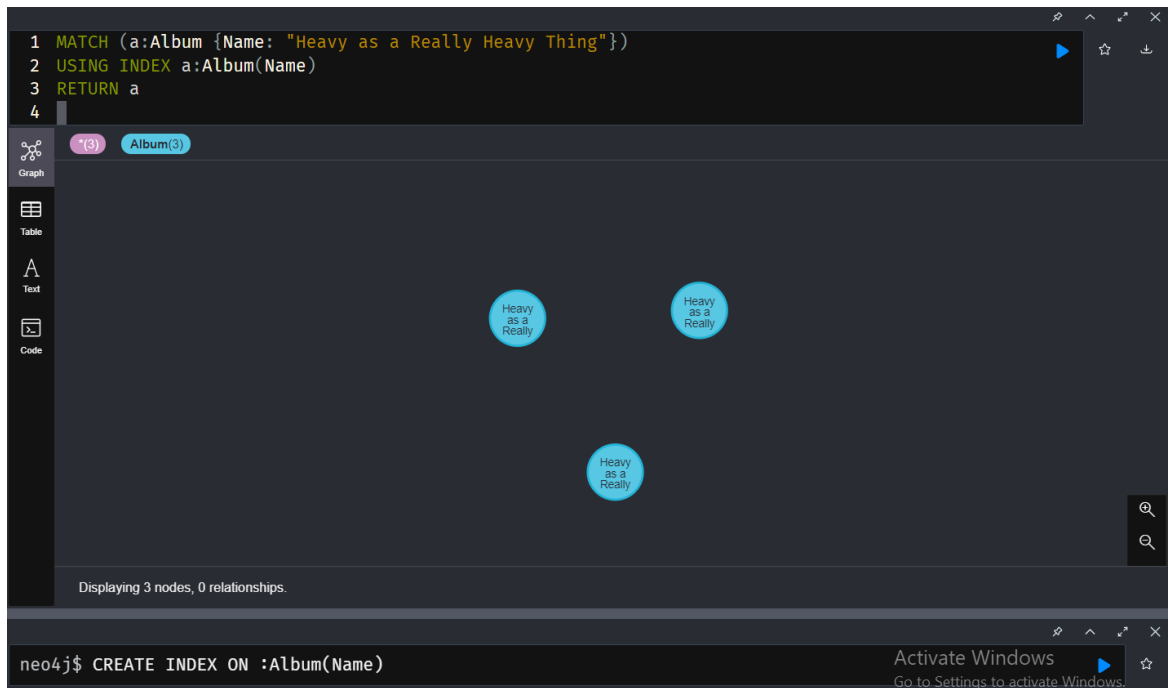 1 MATCH (a:Album {Name: "Heavy as a Really Heavy Thing"})
2 USING INDEX a:Album(Name)
3 RETURN a
4
*(3) Album(3)
Graph
Table
A
Text
Code
Heavy
as a
Really
Heavy
as a
Really
Heavy
as a
Really
Displaying 3 nodes, 0 relationships.
neo4j$ CREATE INDEX ON :Album(Name)
Activate Windows
Go to Settings to activate Windows.